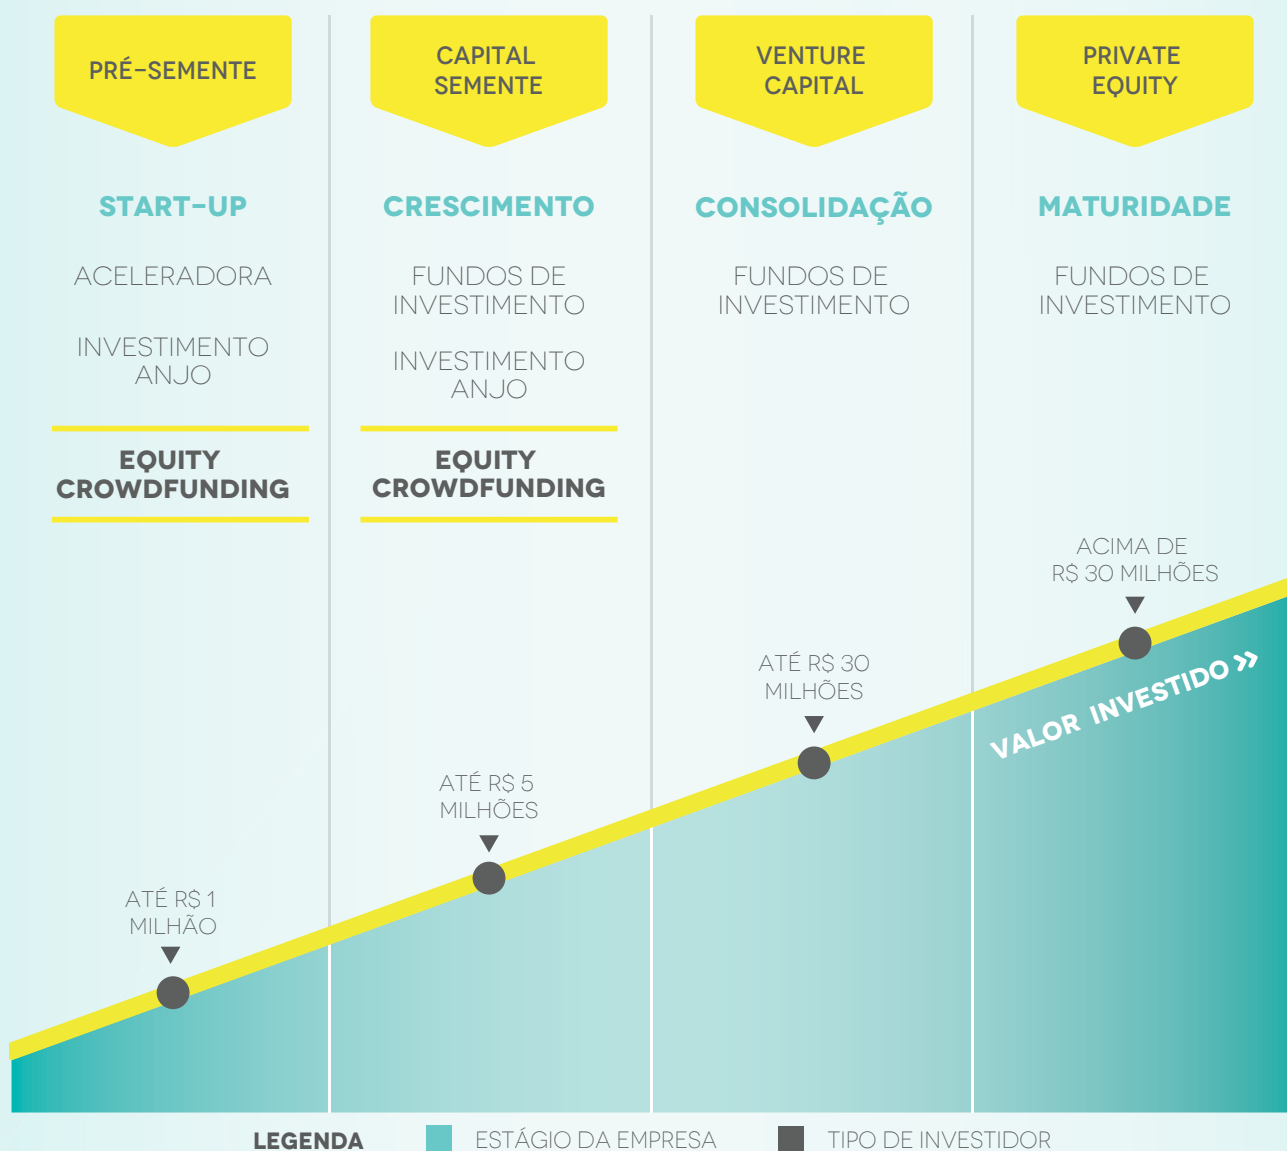 PRÉ-SEMENTE
START-UP
ACELERADORA
INVESTIMENTO
ANJO
EQUITY
CROWDFUNDING
ATÉ R$ 1
MILHÃO
CAPITAL
SEMENTE
CRESCIMENTO
FUNDOS DE
INVESTIMENTO
INVESTIMENTO
ANJO
EQUITY
CROWDFUNDING
ATÉ R$ 5
MILHÕES
VENTURE
CAPITAL
CONSOLIDAÇÃO
FUNDOS DE
INVESTIMENTO
ATÉ R$ 30
MILHÕES
PRIVATE
EQUITY
MATURIDADE
FUNDOS DE
INVESTIMENTO
ACIMA DE
R$ 30 MILHÕES
VALOR INVESTIDO »
LEGENDA
ESTÁGIO DA EMPRESA
TIPO DE INVESTIDOR